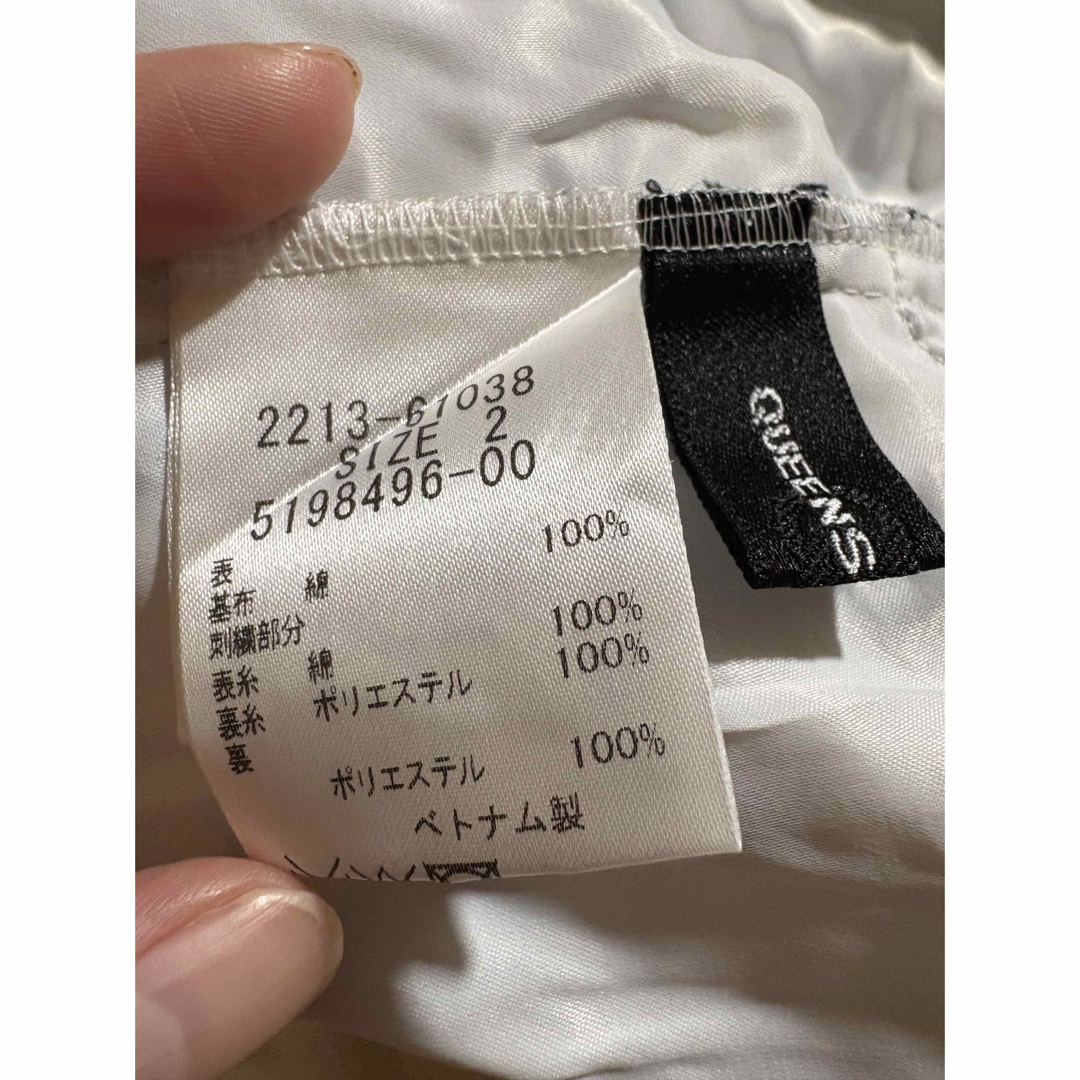 2213-61038
SIZE 2
5198496-00
表
基布 綿 100%
刺繍部分
表糸 綿 100%
裏糸 ポリエステル 100%
裏
ポリエステル 100%
ベトナム製
QUEENS